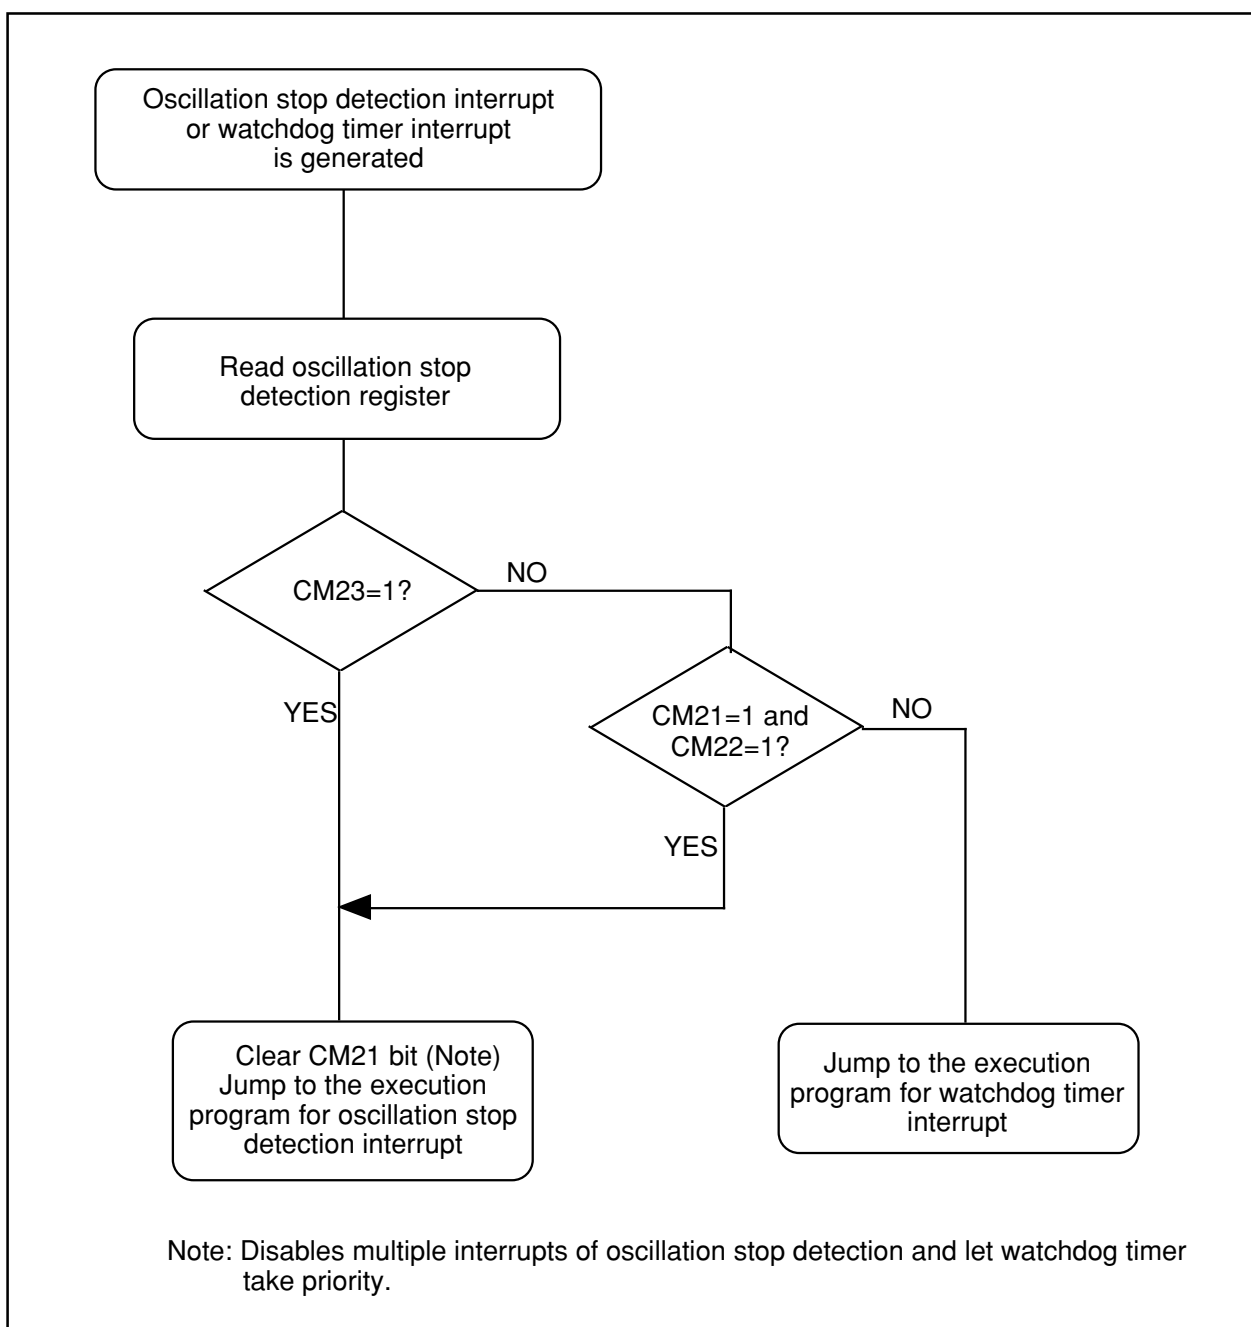 Oscillation stop detection interrupt
or watchdog timer interrupt
is generated
Read oscillation stop
detection register
CM23=1?
NO
YES
CM21=1 and
CM22=1?
NO
YES
Clear CM21 bit (Note)
Jump to the execution
program for oscillation stop
detection interrupt
Jump to the execution
program for watchdog timer
interrupt
Note: Disables multiple interrupts of oscillation stop detection and let watchdog timer
take priority.